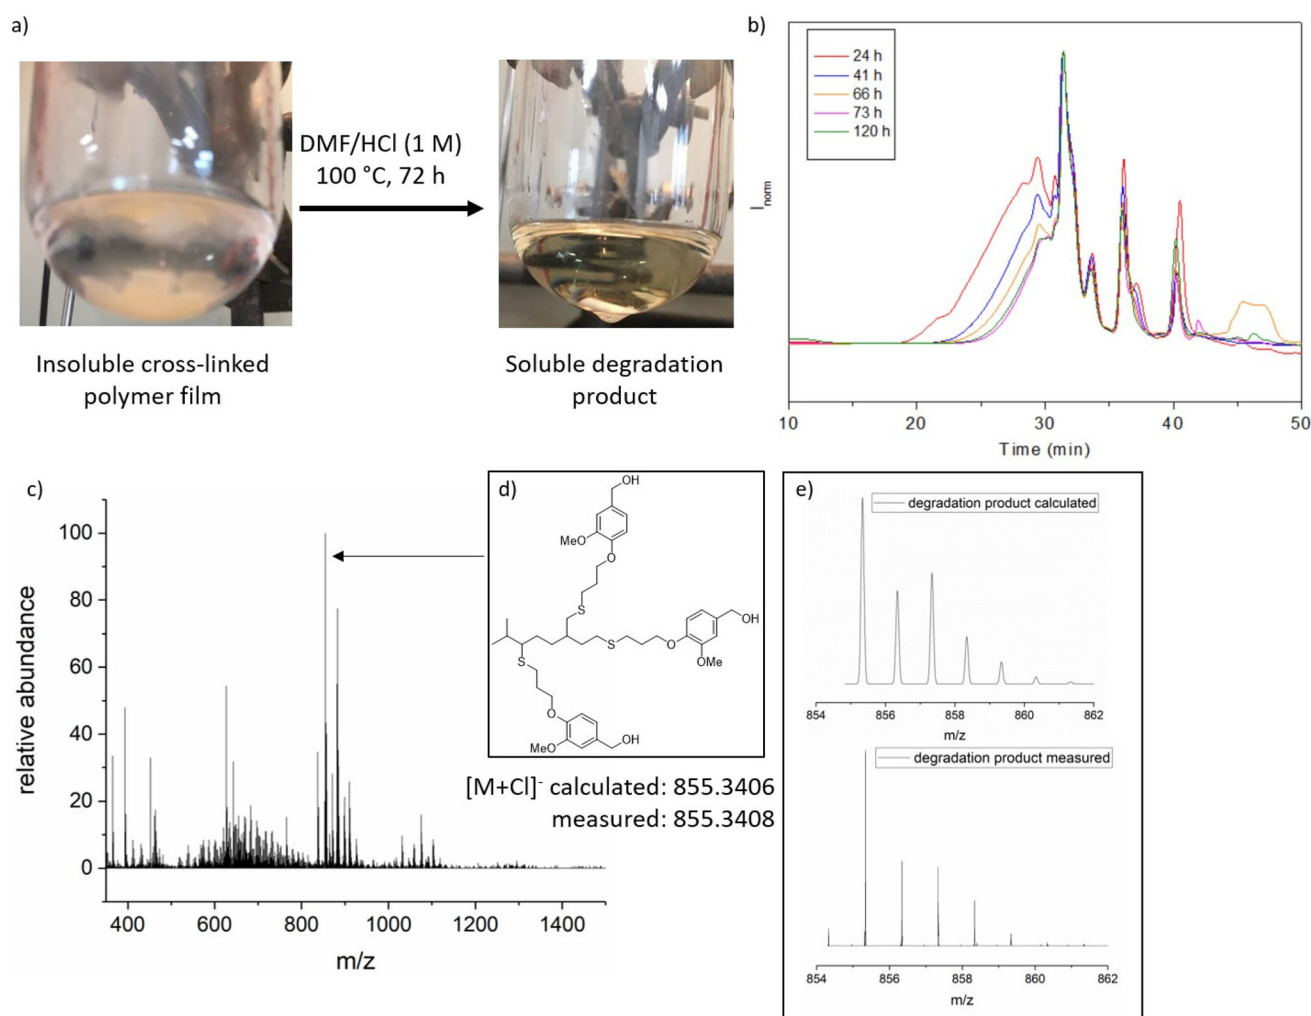 a)
DMF/HCl (1 M)
100 °C, 72 h
Insoluble cross-linked
polymer film
Soluble degradation
product
b)
24 h
41 h
66 h
73 h
120 h
I norm
10
20
30
40
50
Time (min)
c)
100
80
60
40
20
0
relative abundance
400
600
800
1000
1200
1400
m/z
d)
OH
MeO
O
S
OH
S
O
OMe
S
O
MeO
OH
[M+Cl]- calculated: 855.3406
measured: 855.3408
e)
degradation product calculated
854
856
858
860
862
m/z
degradation product measured
854
856
858
860
862
m/z